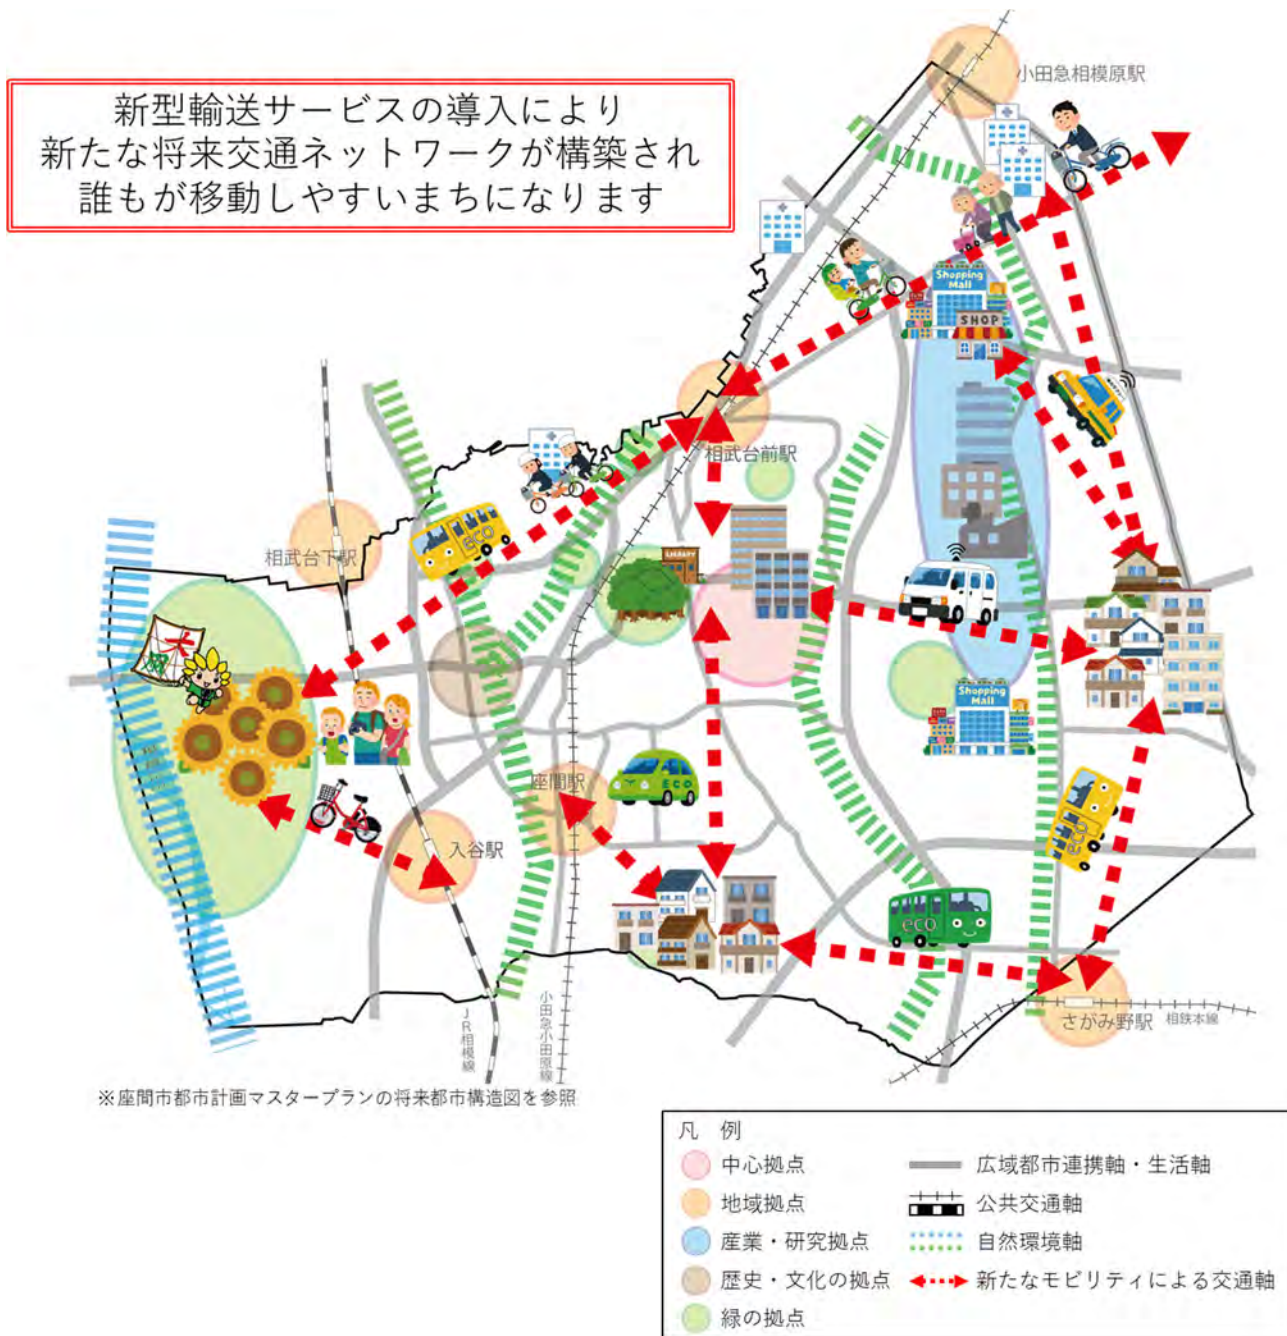 新型輸送サービスの導入により
新たな将来交通ネットワークが構築され
誰もが移動しやすいまちになります
小田急相模原駅
Shopping
Mall
SHOP
相武台前駅
ECO
相武台下駅
LIBRARY
Shopping
Mall
座間駅
ECO
入谷駅
ECO
eco
さがみ野駅
相鉄本線
JR相模線
小田急小田原線
※座間市都市計画マスタープランの将来都市構造図を参照
凡 例
中心拠点
地域拠点
産業・研究拠点
歴史・文化の拠点
緑の拠点
広域都市連携軸・生活軸
公共交通軸
自然環境軸
新たなモビリティによる交通軸